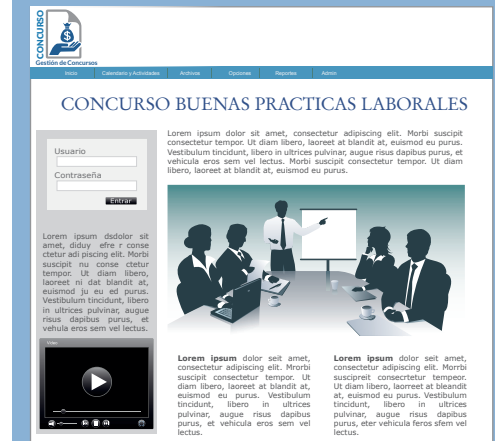 CONCURSO
Gestión de Concursos
Inicio Calendario y Actividades Archivos Opciones Reportes Admin
CONCURSO BUENAS PRACTICAS LABORALES
Usuario
Contraseña
Entrar
Lorem ipsum dsdolor sit
amet, diduy efre r conse
ctetur adi piscing elit. Morbi
suscipit nu conse ctetur
tempor. Ut diam libero,
laoreet ni dat blandit at,
euismod ju eu ed purus.
Vestibulum tincidunt, libero
in ultrices pulvinar, augue
risus dapibus purus, et
vehula eros sem vel lectus.
Video
Lorem ipsum dolor sit amet, consectetur adipiscing elit. Morbi suscipit
consectetur tempor. Ut diam libero, laoreet at blandit at, euismod eu purus.
Vestibulum tincidunt, libero in ultrices pulvinar, augue risus dapibus purus, et
vehicula eros sem vel lectus. Morbi suscipit consectetur tempor. Ut diam
libero, laoreet at blandit at, euismod eu purus.
Lorem ipsum dolor seit amet,
consectetur adipiscing elit. Mrorbi
suscipit consectetur tempor. Ut
diam libero, laoreet at blandit at,
euismod eu purus. Vestibulum
tincidunt, libero in ultrices
pulvinar, augue risus dapibus
purus, et vehicula eros sem vel
lectus.
Lorem ipsum dolor seit amet,
consectetur adipiscing elit. Morbi
suscipreit consecrtetur tempeor.
Ut diam libero, laoreet at bleandit
at, euismod eu purus. Vestibulum
tincidunt, libero in ultrices
pulvinar, augue risus dapibus
purus, eter vehicula feros sfem vel
lectus.